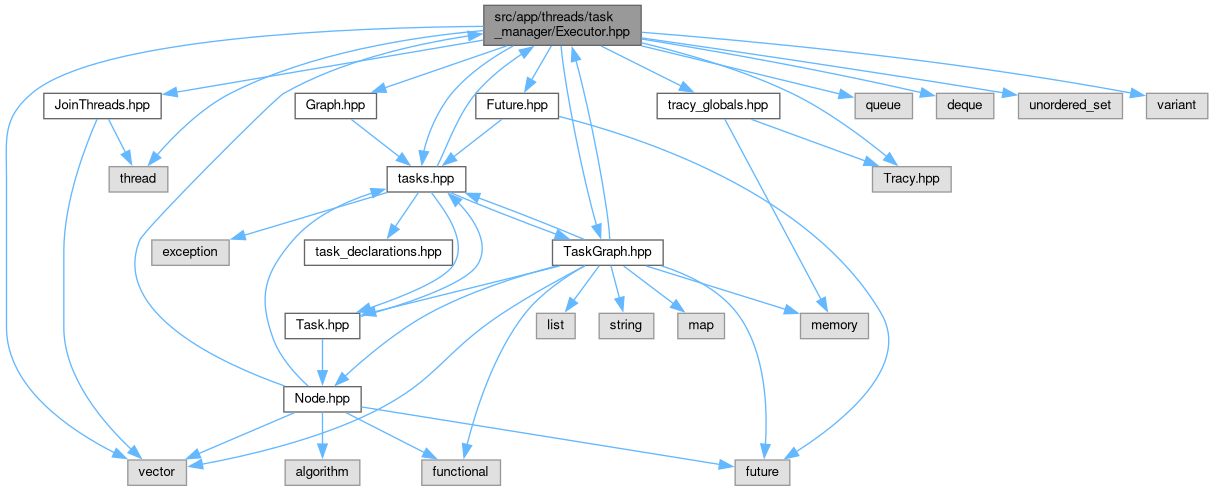 src/app/threads/task
_manager/Executor.hpp
JoinThreads.hpp
Graph.hpp
Future.hpp
tracy_globals.hpp
queue
deque
unordered_set
variant
thread
tasks.hpp
Tracy.hpp
exception
task_declarations.hpp
TaskGraph.hpp
Task.hpp
list
string
map
memory
Node.hpp
vector
algorithm
functional
future